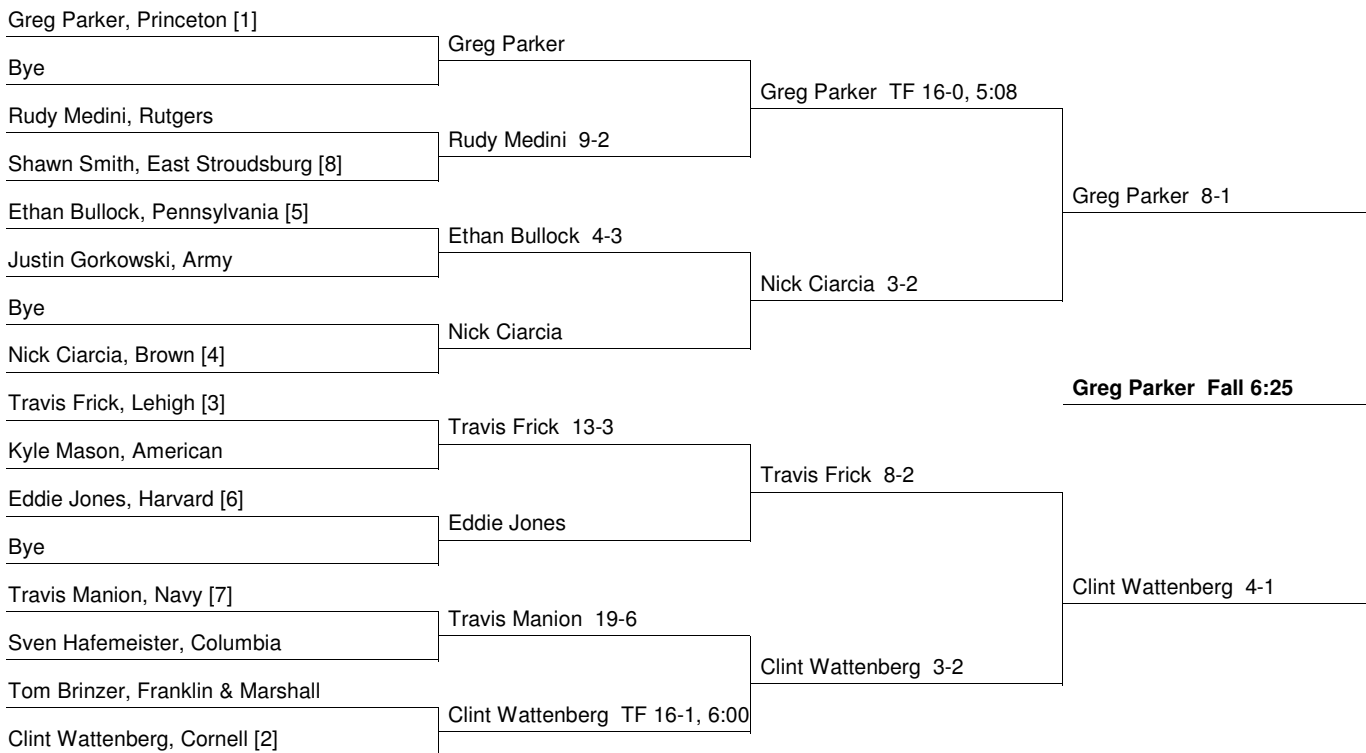 Greg Parker, Princeton [1]
Bye
Rudy Medini, Rutgers
Shawn Smith, East Stroudsburg [8]
Ethan Bullock, Pennsylvania [5]
Justin Gorkowski, Army
Bye
Nick Ciarcia, Brown [4]
Travis Frick, Lehigh [3]
Kyle Mason, American
Eddie Jones, Harvard [6]
Bye
Travis Manion, Navy [7]
Sven Hafemeister, Columbia
Tom Brinzer, Franklin & Marshall
Clint Wattenberg, Cornell [2]
Greg Parker
Rudy Medini 9-2
Ethan Bullock 4-3
Nick Ciarcia
Travis Frick 13-3
Eddie Jones
Travis Manion 19-6
Clint Wattenberg TF 16-1, 6:00
Greg Parker TF 16-0, 5:08
Nick Ciarcia 3-2
Travis Frick 8-2
Clint Wattenberg 3-2
Greg Parker 8-1
Clint Wattenberg 4-1
Greg Parker Fall 6:25